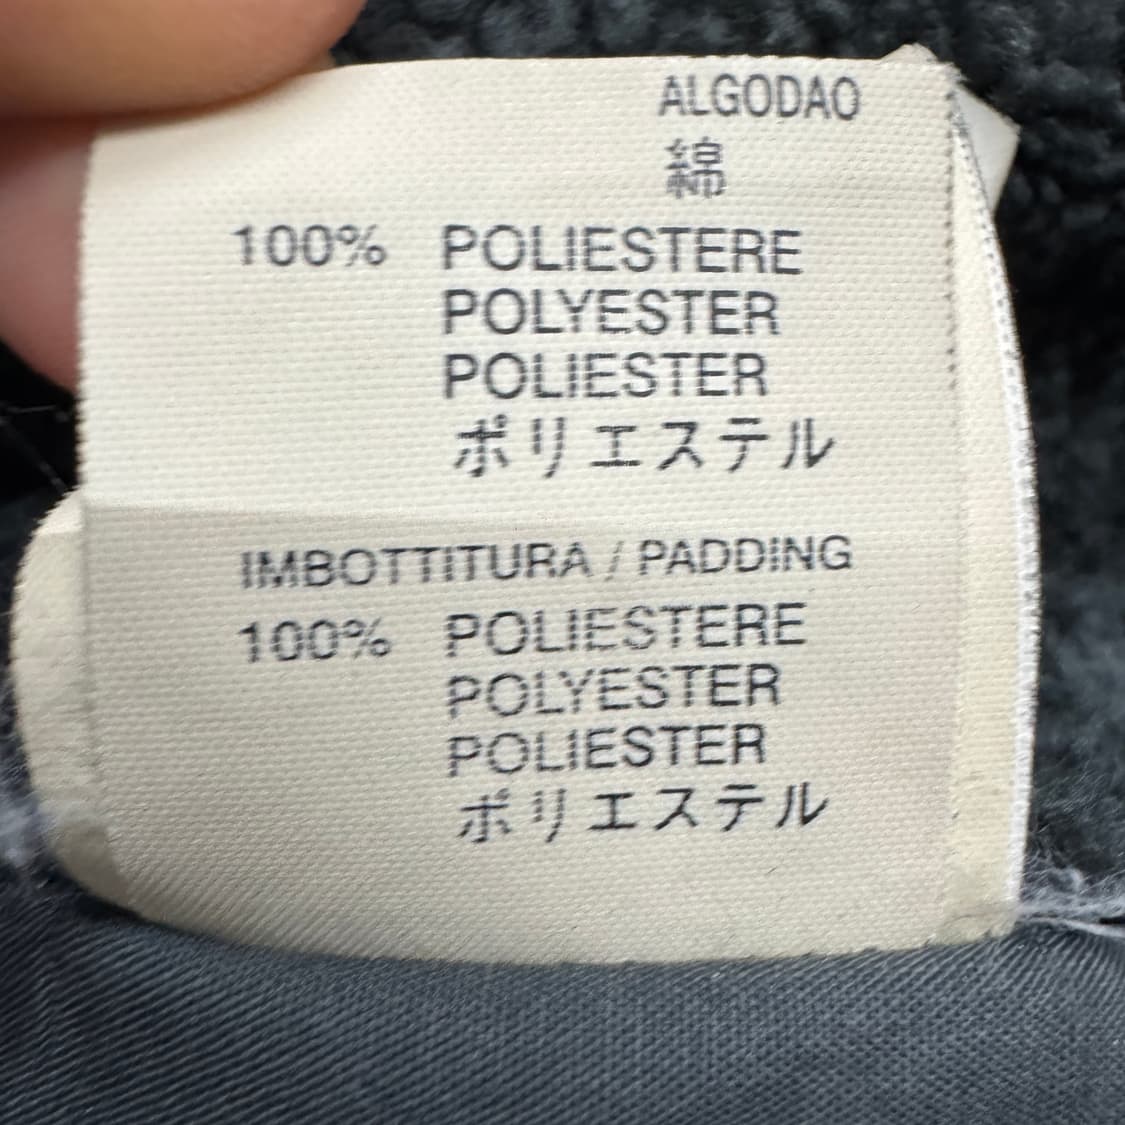 ALGODAO
綿
100% POLIESTERE
POLYESTER
POLIESTER
ポリエステル
IMBOTTITURA / PADDING
100% POLIESTERE
POLYESTER
POLIESTER
ポリエステル